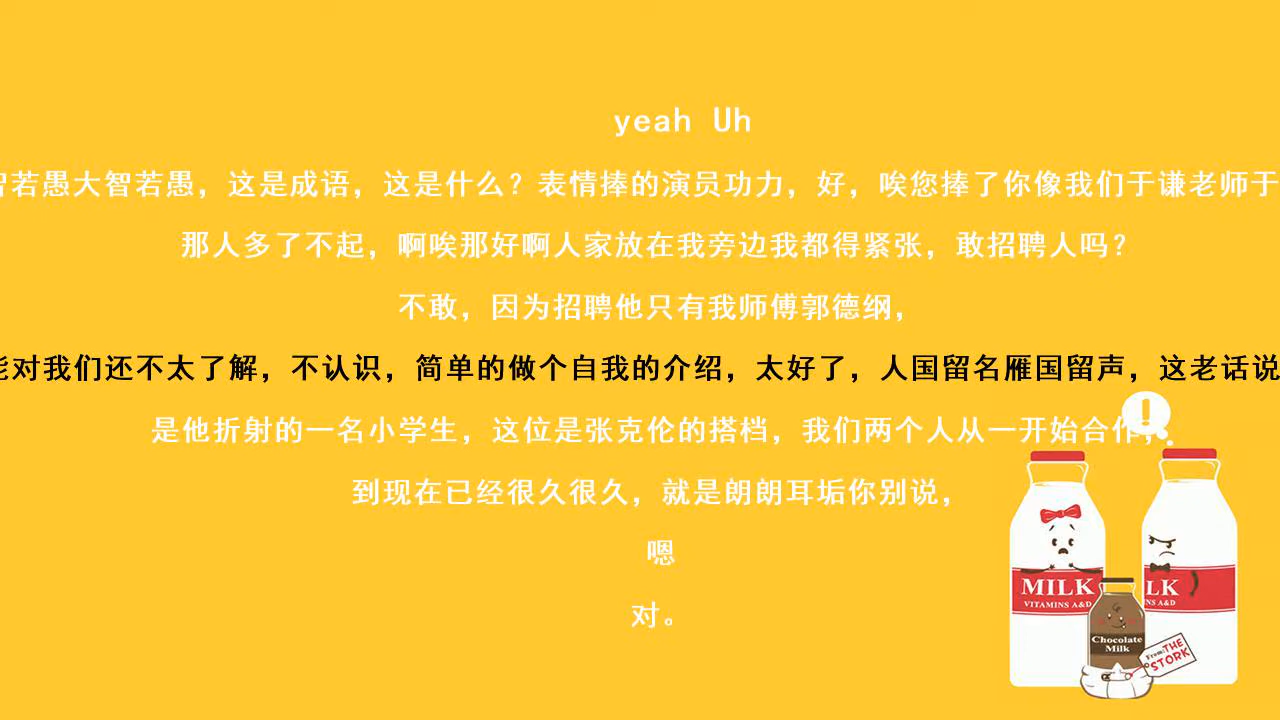 yeah Uh
智若愚大智若愚，这是成语，这是什么？表情捧的演员功力，好，唉您捧了你像我们于谦老师于
那人多了不起，啊唉那好啊人家放在我旁边我都得紧张，敢招聘人吗？
不敢，因为招聘他只有我师傅郭德纲，
能对我们还不太了解，不认识，简单的做个自我的介绍，太好了，人国留名雁国留声，这老话说
是他折射的一名小学生，这位是张克伦的搭档，我们两个人从一开始合作，
到现在已经很久很久，就是朗朗耳垢你别说，
嗯
对。
MILK
VITAMINS A&D
LK
NS A&D
Chocolate
Milk
From: THE
STORK